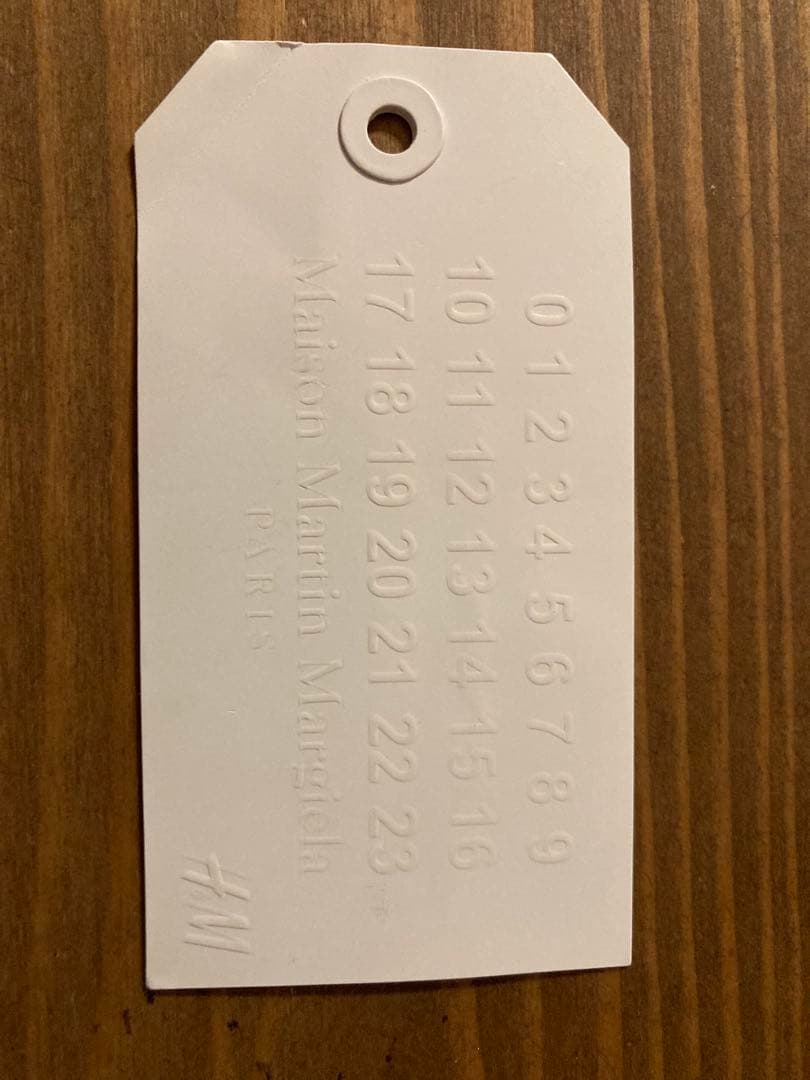 0 1 2 3 4 5 6 7 8 9
10 11 12 13 14 15 16
17 18 19 20 21 22 23
Maison Martin Margiela
PARIS
HM